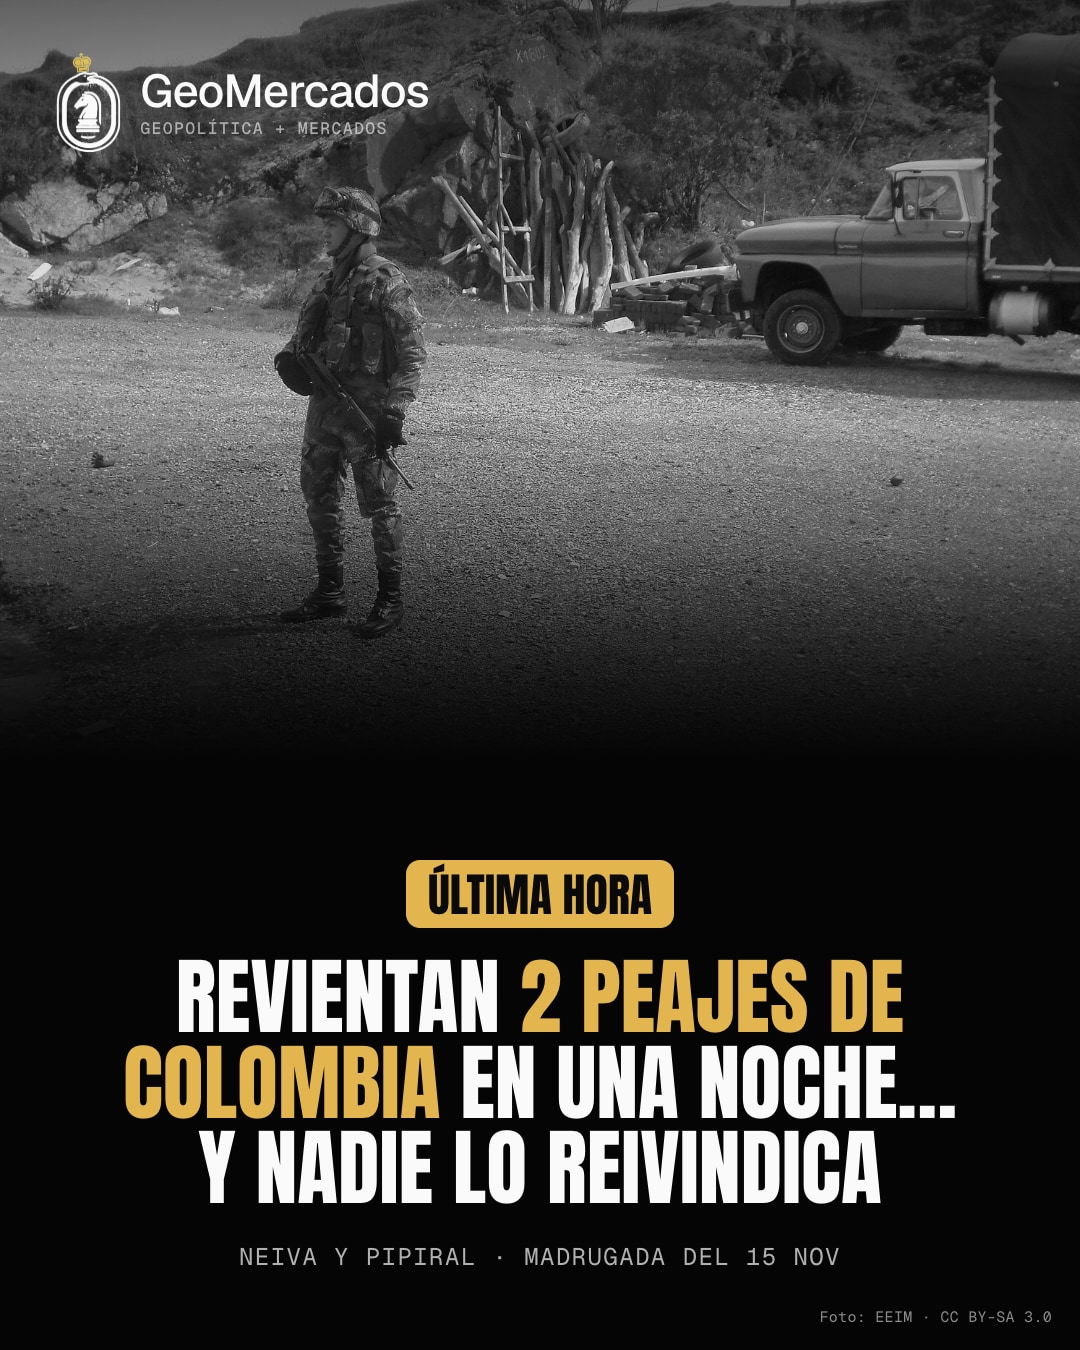 GeoMercados
GEOPOLÍTICA + MERCADOS
ÚLTIMA HORA
REVIENTAN 2 PEAJES DE
COLOMBIA EN UNA NOCHE...
Y NADIE LO REIVINDICA
NEIVA Y PIPIRAL · MADRUGADA DEL 15 NOV
Foto: EEIM · CC BY-SA 3.0